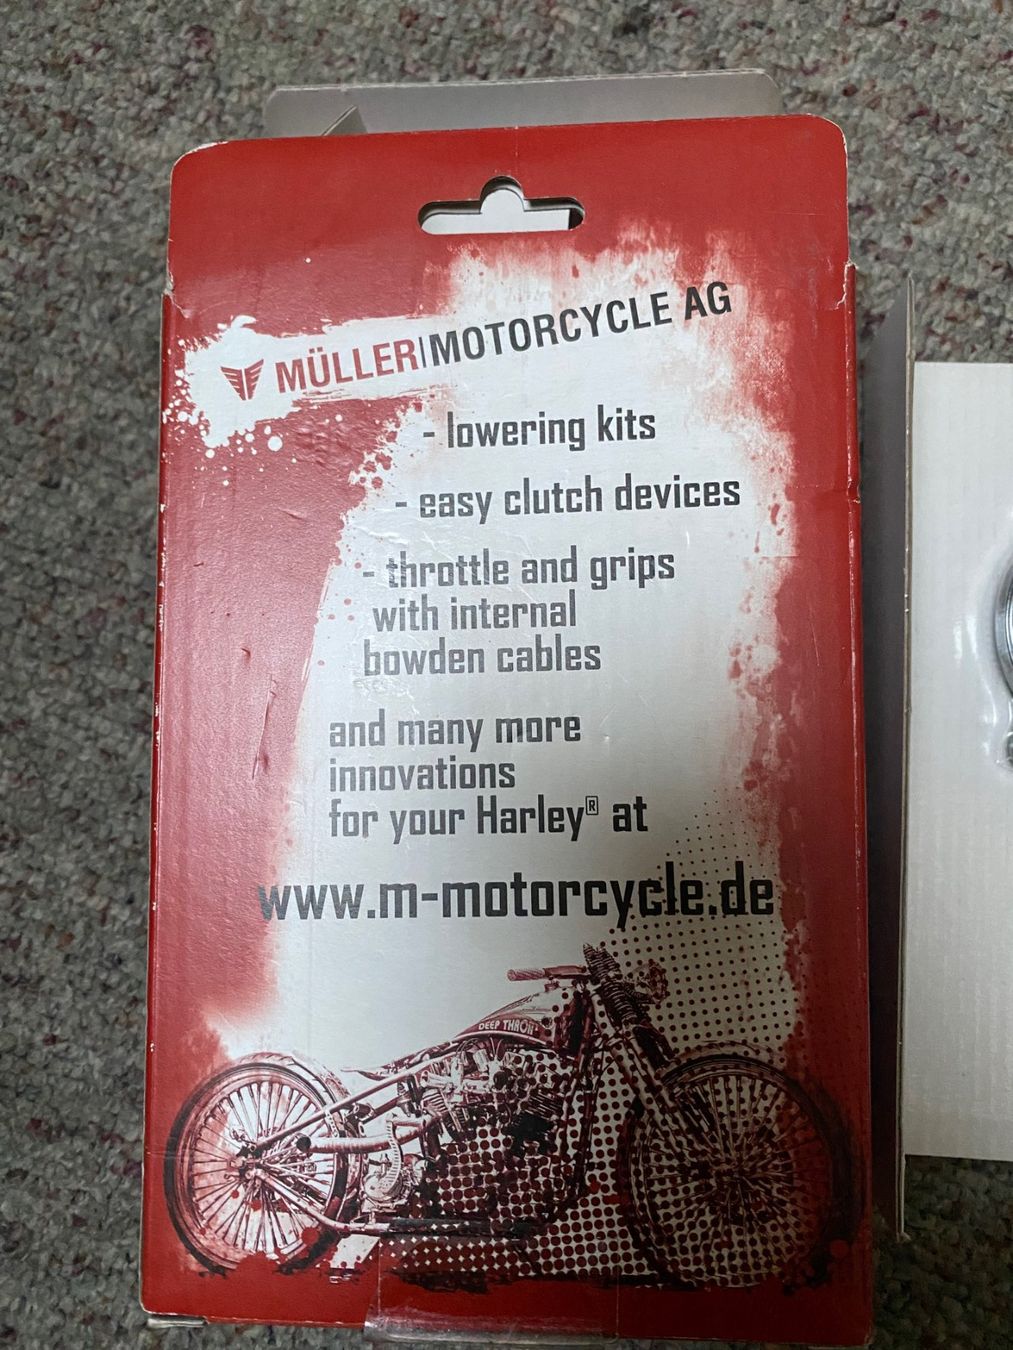 MÜLLER|MOTORCYCLE AG
- lowering kits
- easy clutch devices
- throttle and grips
with internal
bowden cables
and many more
innovations
for your Harley® at
www.m-motorcycle.de
DEEP THROTT